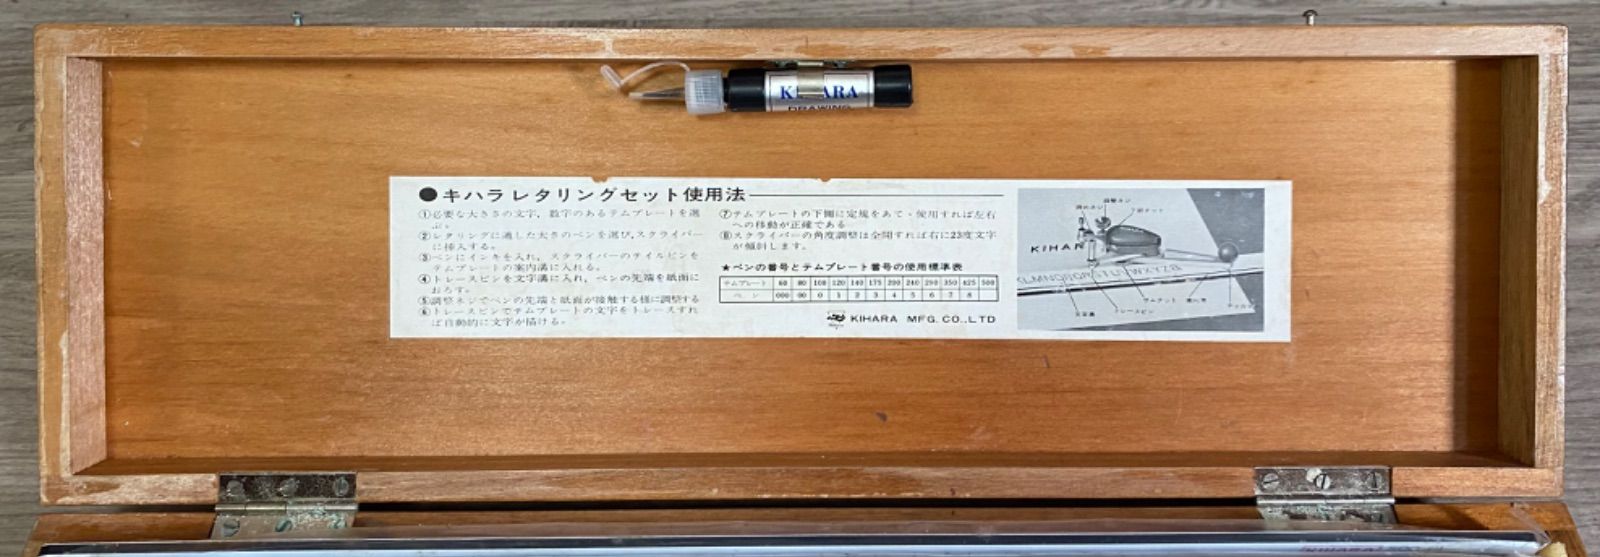 KIHARA
DRAWING
●キハラレタリングセット使用法
①必要な大きさの文字，数字のあるテムプレートを選
ぶ。
②レタリングに適した太さのペンを選び，スクライバー
に挿入する。
③ペンにインキを入れ，スクライバーのテイルピンを
テムプレートの案内溝に入れる。
④トレースピンを文字溝に入れ，ペンの先端を紙面に
おろす。
⑤調整ネジでペンの先端と紙面が接触する様に調整する
⑥トレースピンでテムプレートの文字をトレースすれ
ば自動的に文字が描ける。
⑦テムプレートの下側に定規をあて・使用すれば左右
への移動が正確である
⑧スクライバーの角度調整は全開すれば右に23度文字
が傾斜します。
★ペンの番号とテムプレート番号の使用標準表
テムプレート 60 80 100 120 140 175 200 240 290 350 425 500
ペン 000 00 0 1 2 3 4 5 6 7 8
KIHARA MFG. CO.,LTD
調整ネジ
KIHAR
トレースピン
KIHARA